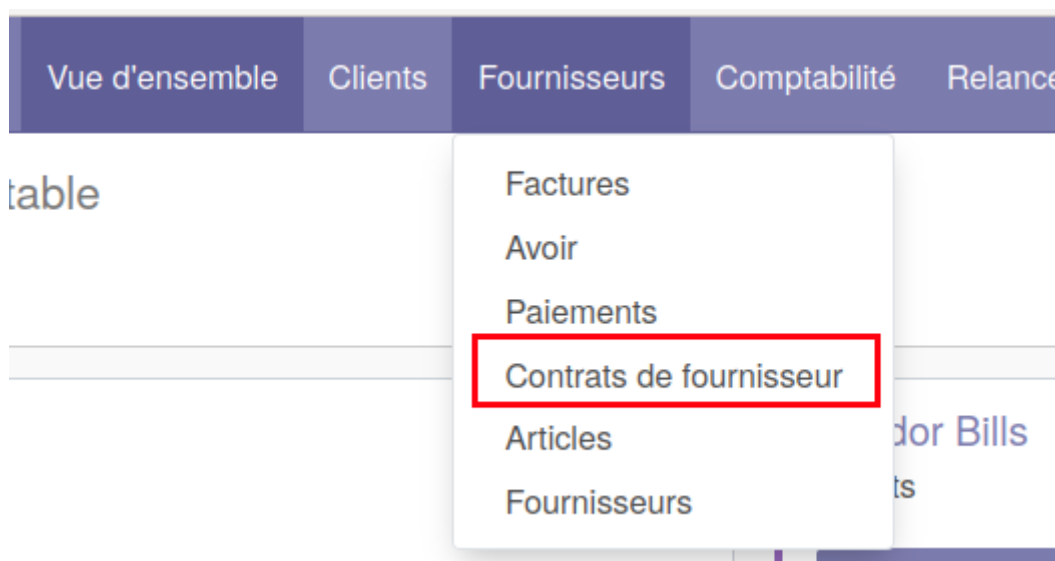 Vue d'ensemble Clients Fournisseurs Comptabilité Relance
table
Factures
Avoir
Paiements
Contrats de fournisseur
Articles
dor Bills
ts
Fournisseurs